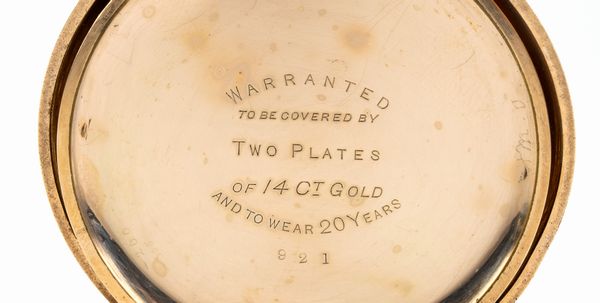 WARRANTED
TO BE COVERED BY
TWO PLATES
OF 14 CT GOLD
AND TO WEAR 20 YEARS
921